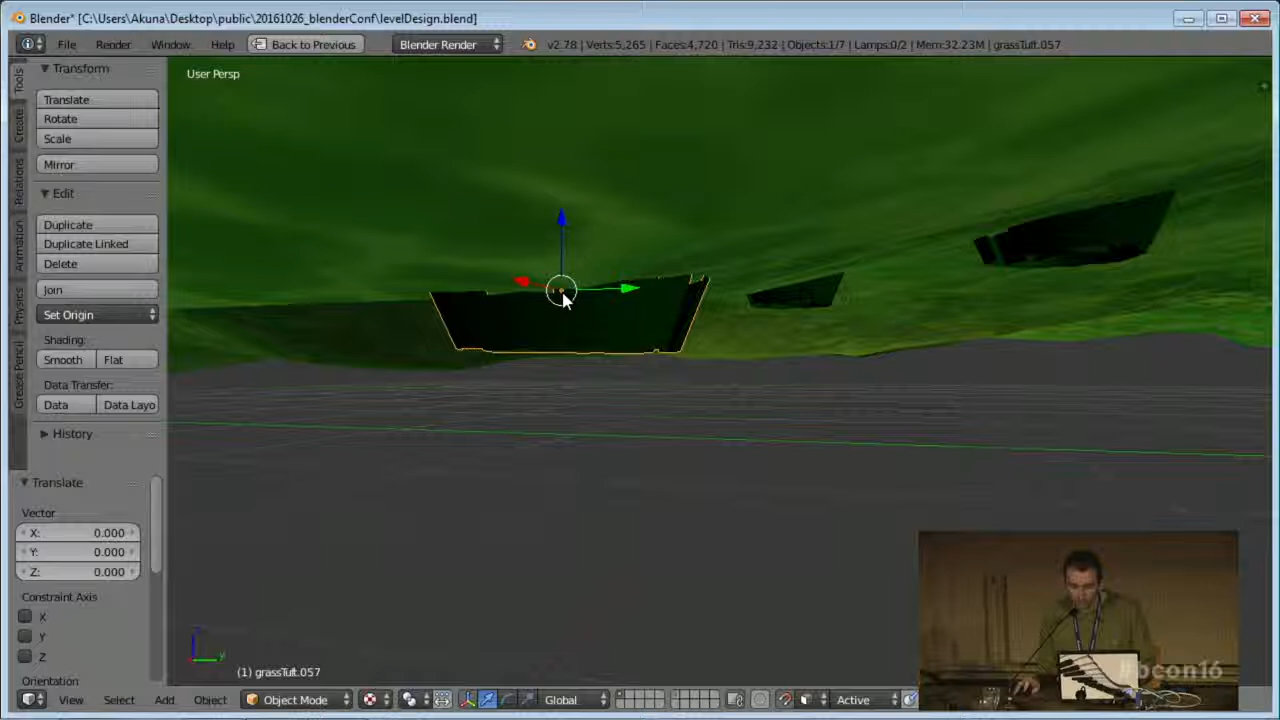 Blender* [C:\Users\Akuna\Desktop\public\20161026_blenderConf\levelDesign.blend]
File Render Window Help Back to Previous Blender Render v2.78 | Verts:5,265 | Faces:4,720 | Tris:9,232 | Objects:1/7 | Lamps:0/2 | Mem:32.23M | grassTuft.057
Tools
Create
Relations
Animation
Physics
Grease Pencil
Transform
Translate
Rotate
Scale
Mirror
Edit
Duplicate
Duplicate Linked
Delete
Join
Set Origin
Shading:
Smooth Flat
Data Transfer:
Data Data Layo
History
Translate
Vector
X: 0.000
Y: 0.000
Z: 0.000
Constraint Axis
X
Y
Z
Orientation
User Persp
y
(1) grassTuft.057
View Select Add Object Object Mode Global Active
#bcon16